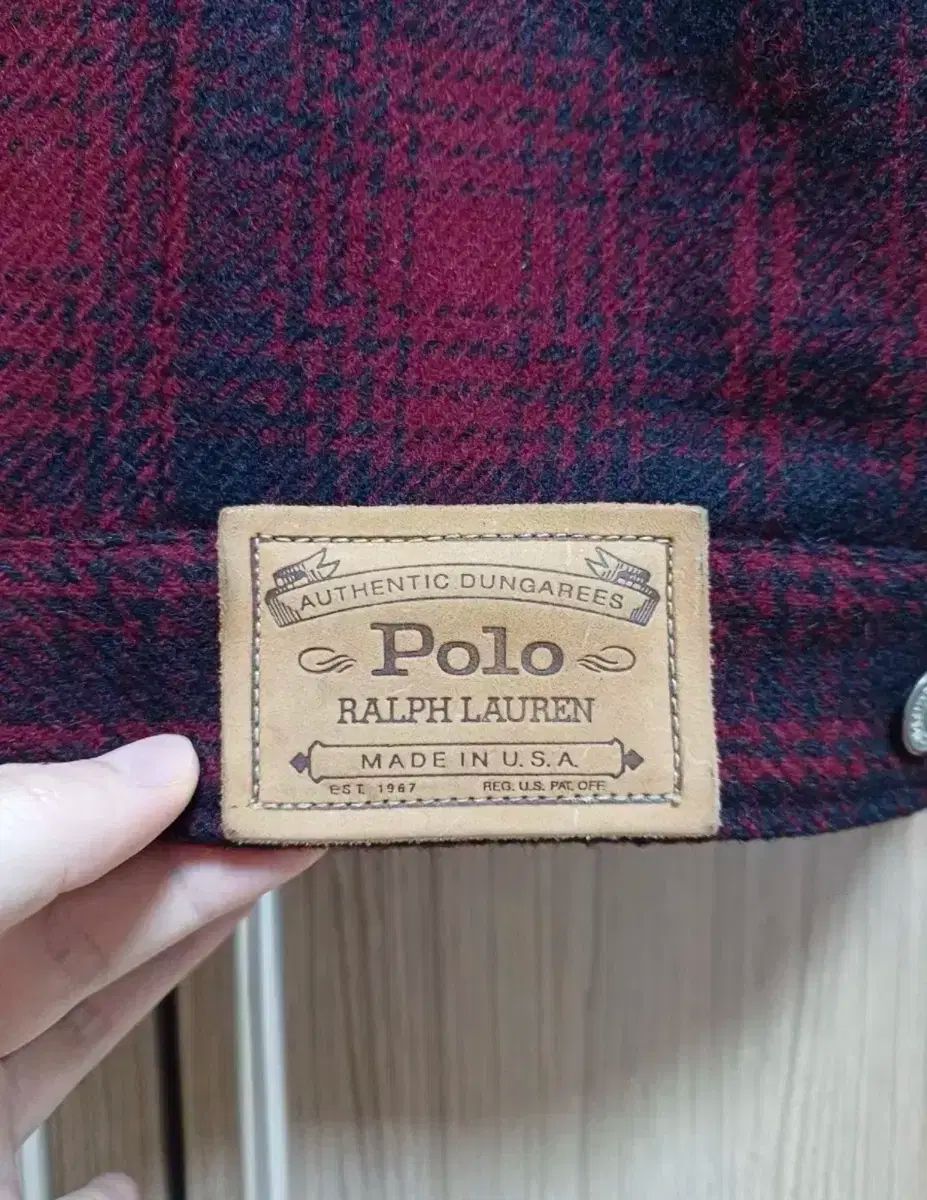 AUTHENTIC DUNGAREES
Polo
RALPH LAUREN
MADE IN U.S.A.
EST. 1967 REG. U.S. PAT. OFF.